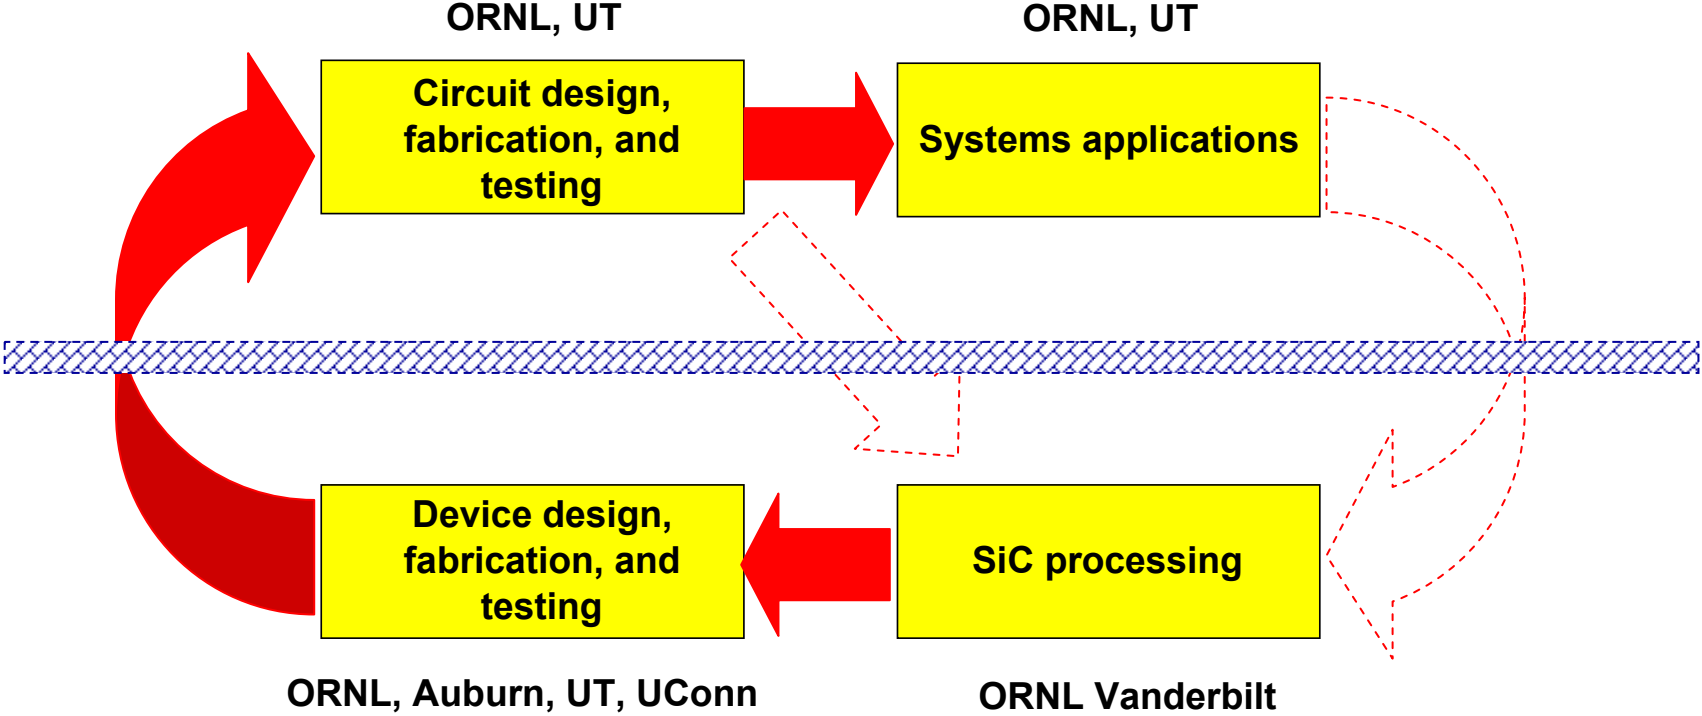 ORNL, UT
ORNL, UT
Circuit design,
fabrication, and
testing
Systems applications
Device design,
fabrication, and
testing
SiC processing
ORNL, Auburn, UT, UConn
ORNL Vanderbilt